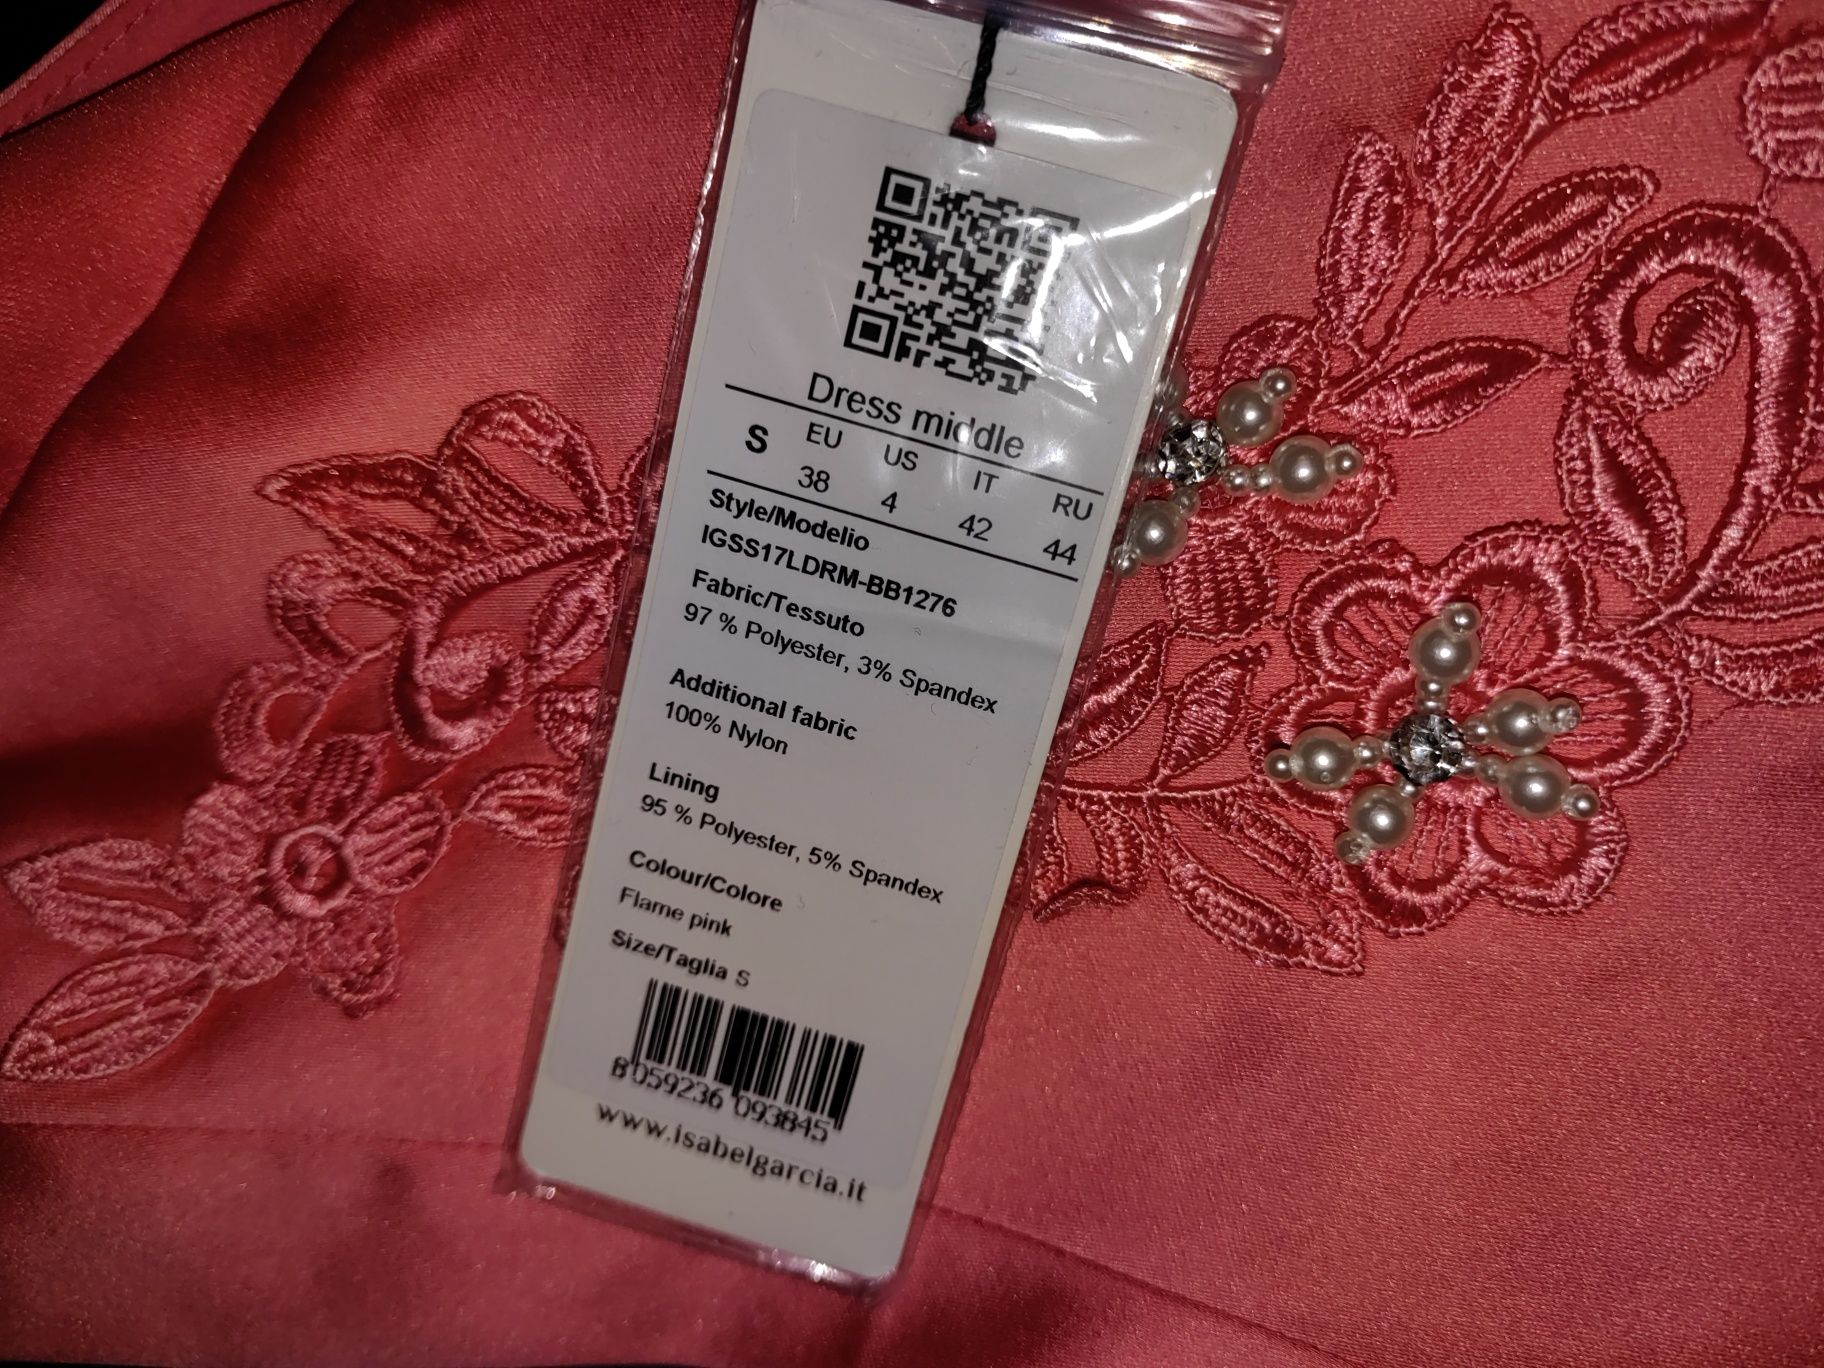 Dress middle
S EU US IT RU
38 4 42 44
Style/Modelio
IGSS17LDRM-BB1276
Fabric/Tessuto
97 % Polyester, 3% Spandex
Additional fabric
100% Nylon
Lining
95 % Polyester, 5% Spandex
Colour/Colore
Flame pink
Size/Taglia S
8 059236 093845
www.isabelgarcia.it